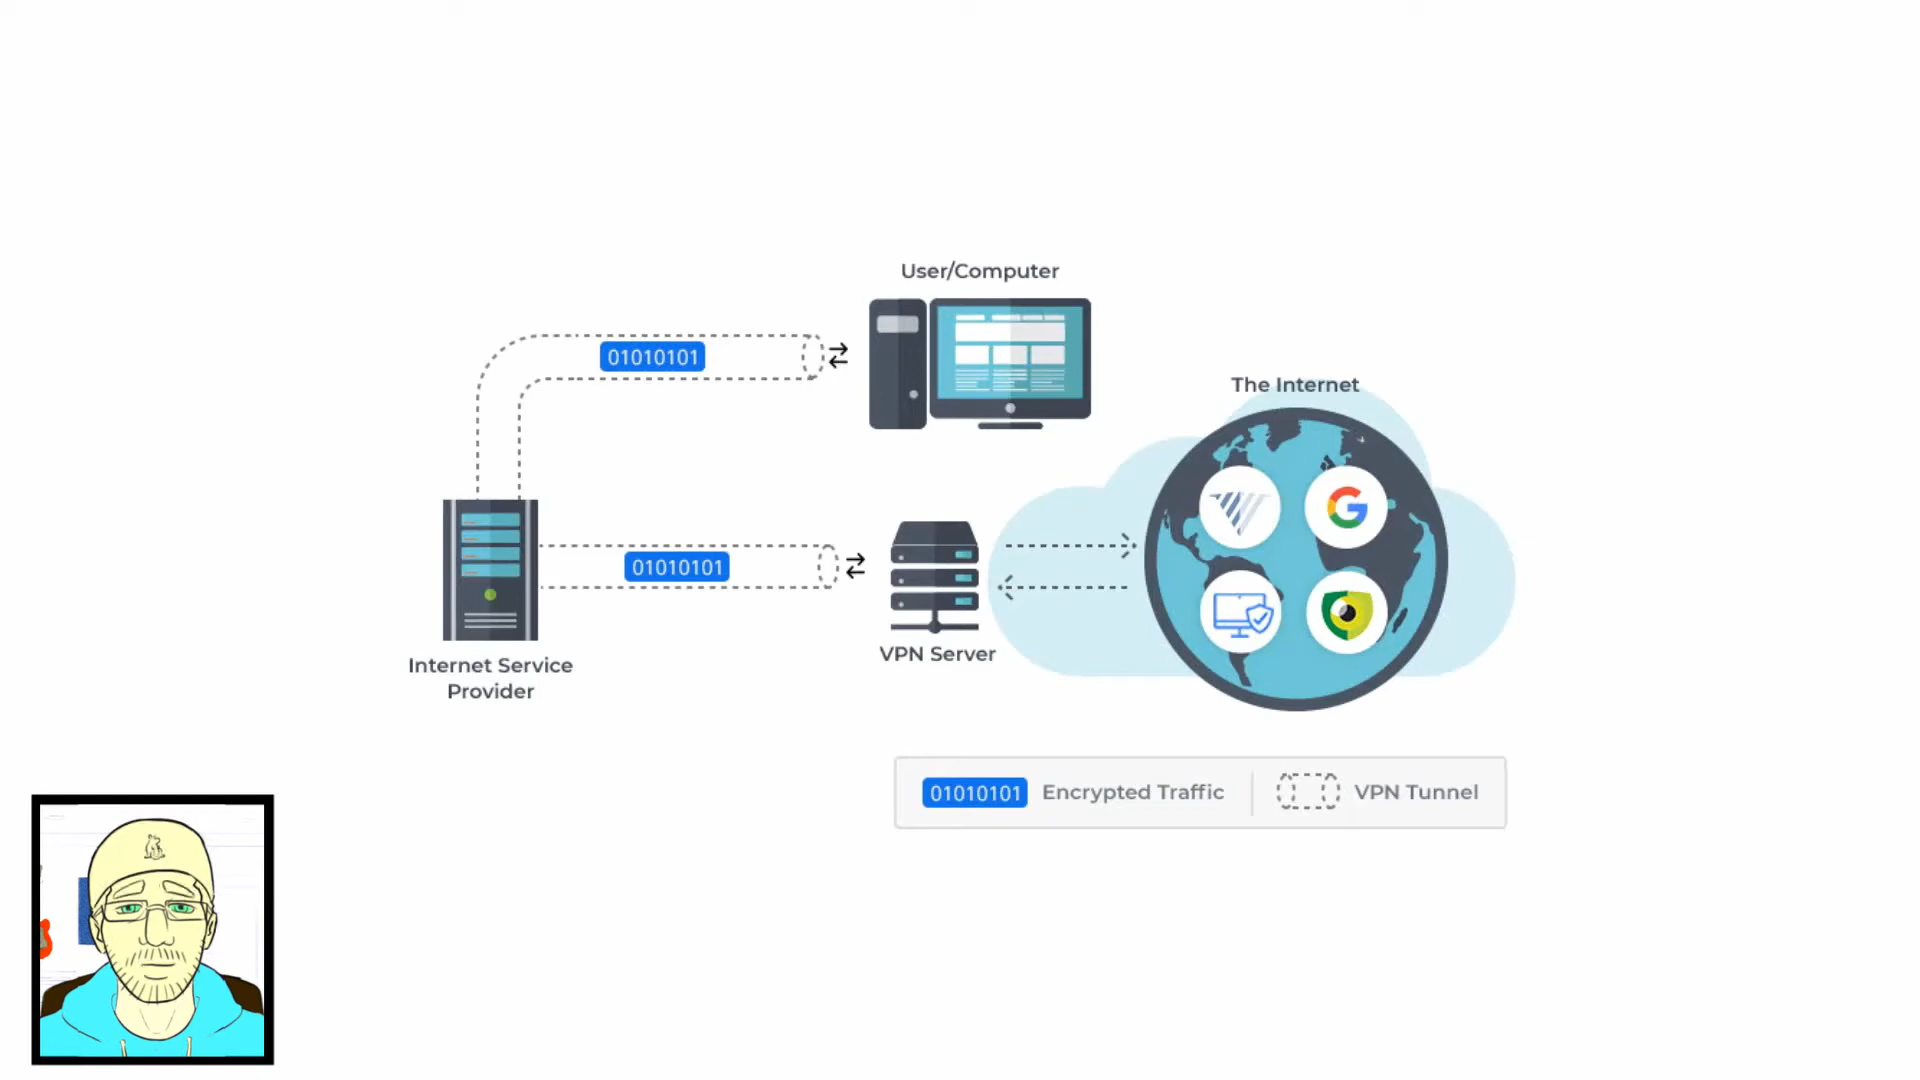 User/Computer
01010101
The Internet
01010101
VPN Server
Internet Service
Provider
01010101 Encrypted Traffic
VPN Tunnel